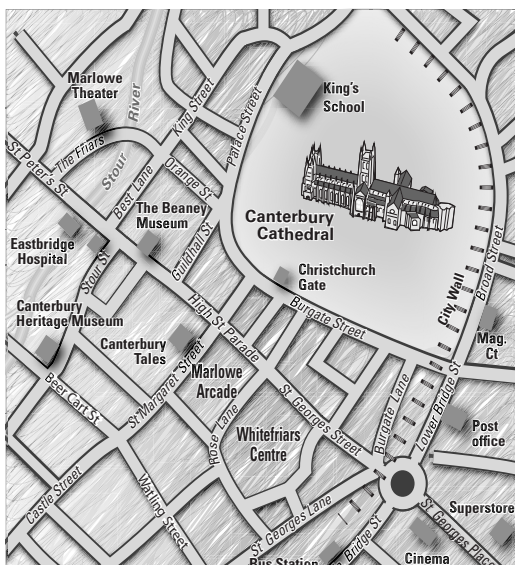 Marlowe
Theater
River
Stour
King Street
Palace Street
King's
School
St Peter's St
The Friars
Best Lane
Orange St
The Beaney
Museum
Guildhall St
Canterbury
Cathedral
Eastbridge
Hospital
Stour St
Christchurch
Gate
City Wall
Broad Street
Canterbury
Heritage Museum
High St Parade
Burgate Street
Mag.
Ct
Canterbury
Tales
St Margaret Street
Marlowe
Arcade
Beer Cart St
Rose Lane
St Georges Street
Burgate Lane
Lower Bridge St
Whitefriars
Centre
Post
office
Castle Street
Watling Street
St Georges Lane
Superstore
St Georges Place
Bus Station
Bridge St
Cinema